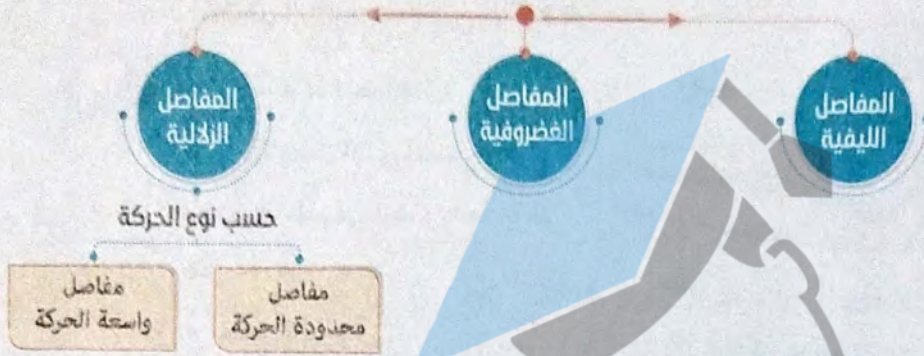 المفاصل
الليفية
المفاصل
الغضروفية
المفاصل
الزلالية
حسب نوع الحركة
مفاصل
محدودة الحركة
مفاصل
واسعة الحركة